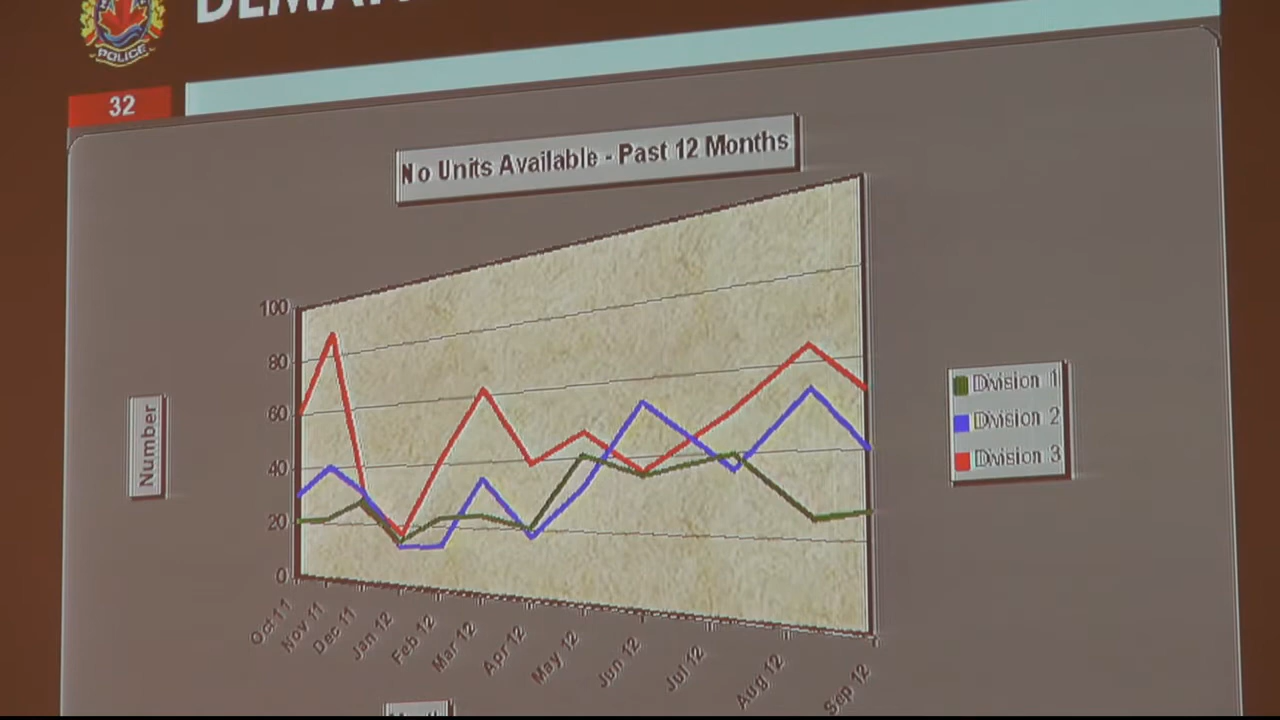 POLICE
32
No Units Available - Past 12 Months
100
80
60
40
20
0
Number
Oct 11
Nov 11
Dec 11
Jan 12
Feb 12
Mar 12
Apr 12
May 12
Jun 12
Jul 12
Aug 12
Sep 12
Division 1
Division 2
Division 3